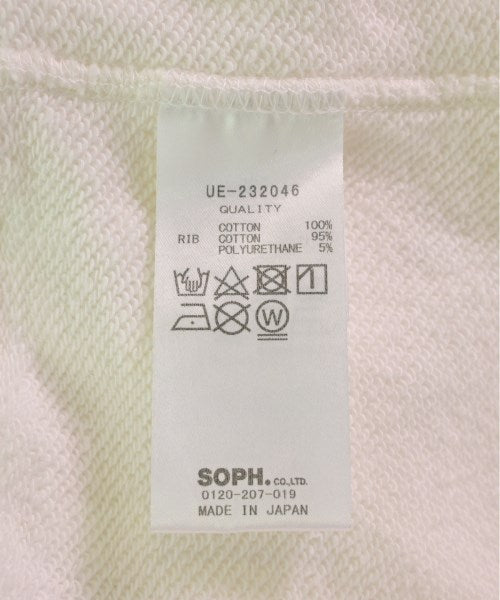 UE-232046
QUALITY
COTTON 100%
RIB COTTON 95%
POLYURETHANE 5%
W
SOPH. CO.,LTD.
0120-207-019
MADE IN JAPAN